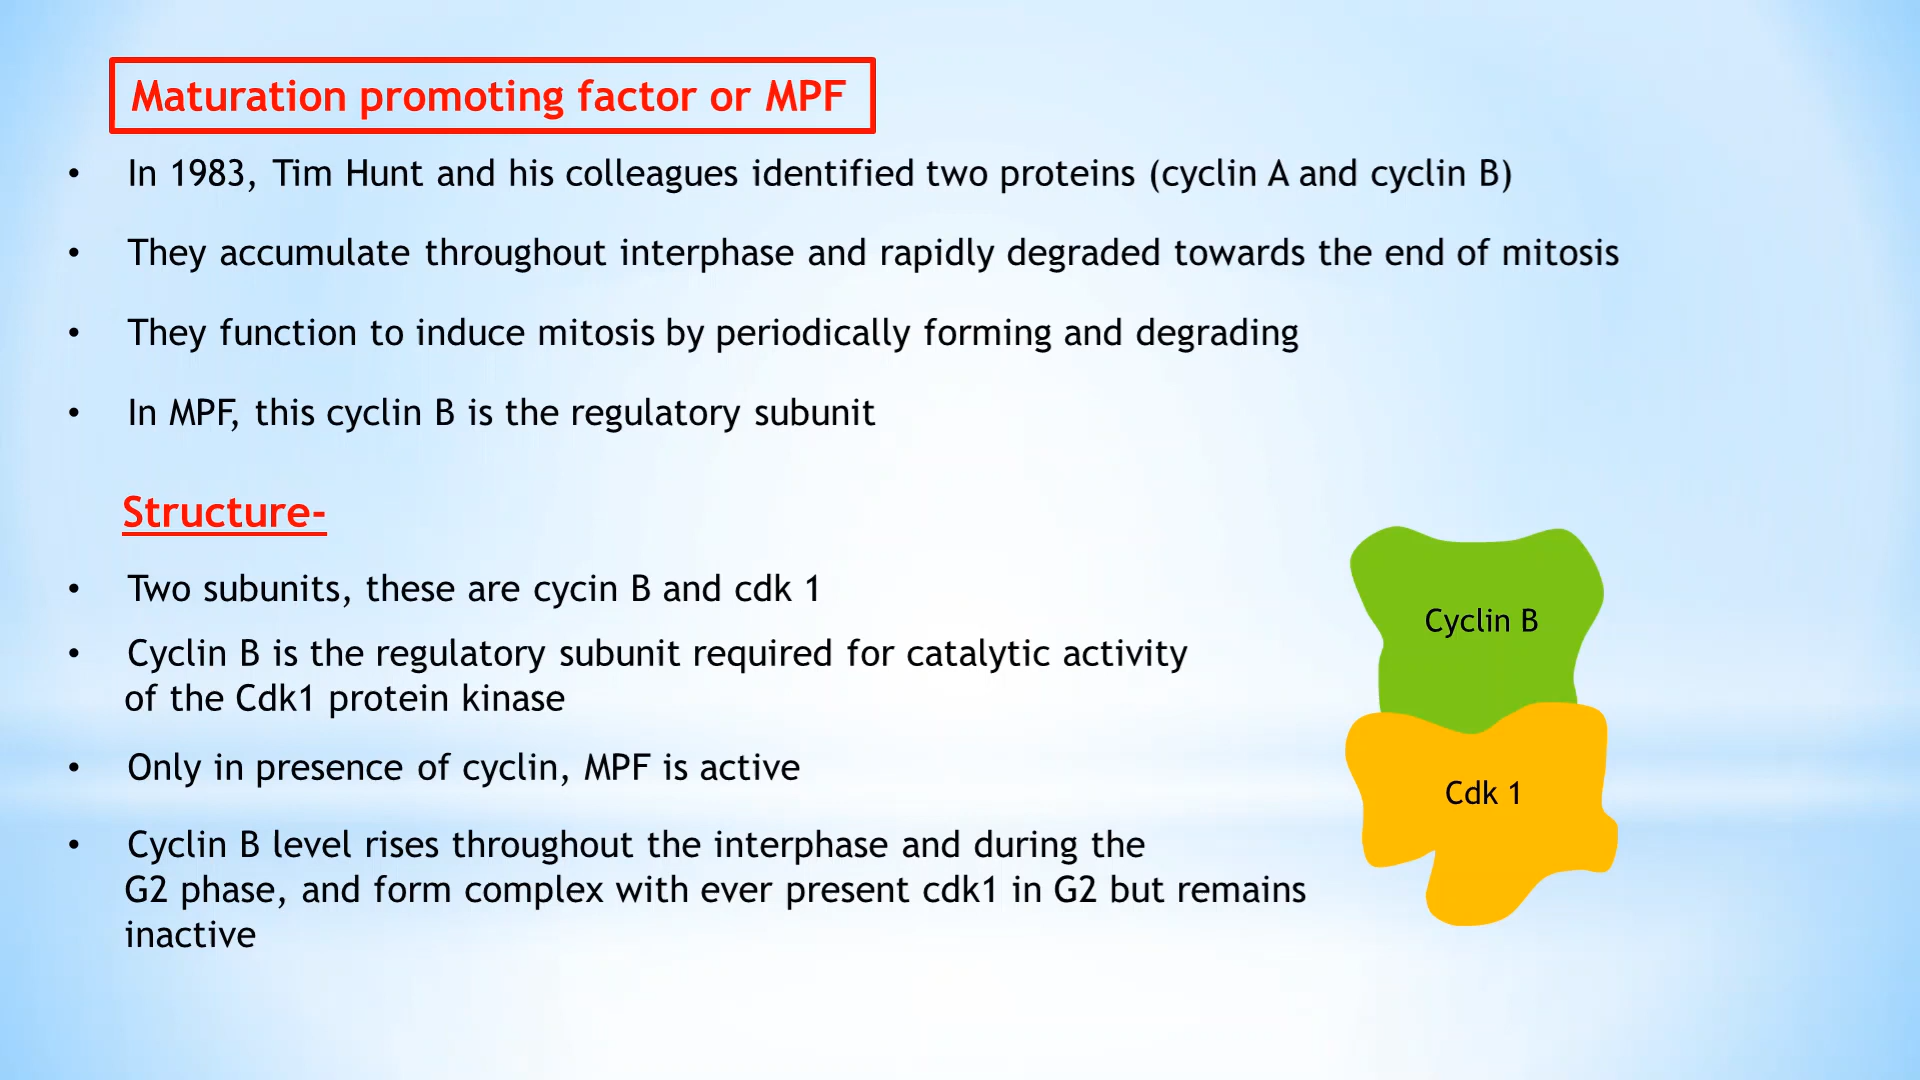 Maturation promoting factor or MPF
• In 1983, Tim Hunt and his colleagues identified two proteins (cyclin A and cyclin B)
• They accumulate throughout interphase and rapidly degraded towards the end of mitosis
• They function to induce mitosis by periodically forming and degrading
• In MPF, this cyclin B is the regulatory subunit
Structure-
• Two subunits, these are cycin B and cdk 1
• Cyclin B is the regulatory subunit required for catalytic activity
of the Cdk1 protein kinase
• Only in presence of cyclin, MPF is active
• Cyclin B level rises throughout the interphase and during the
G2 phase, and form complex with ever present cdk1 in G2 but remains
inactive
Cyclin B
Cdk 1